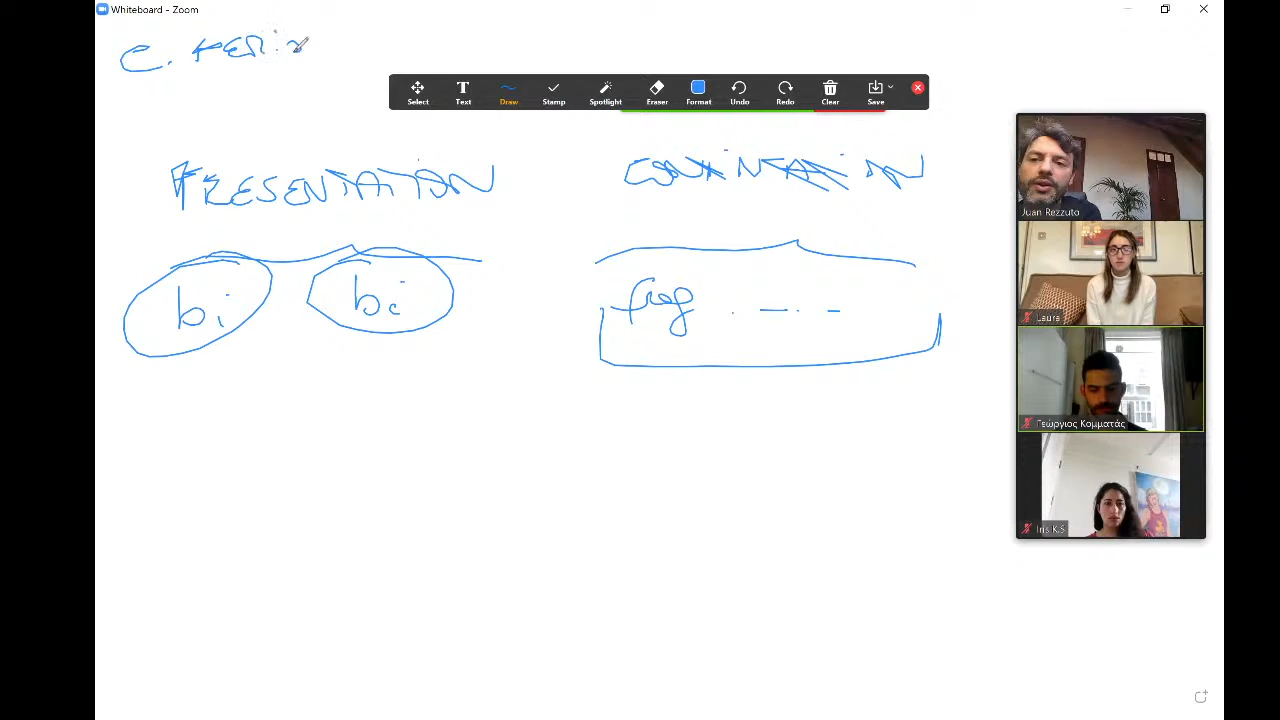 Whiteboard - Zoom
Select Text Draw Stamp Spotlight Eraser Format Undo Redo Clear Save
PRESENTATION
bi bi
Juan Rezzuto
Laura
Γεώργιος Κομματάς
Iris K.S